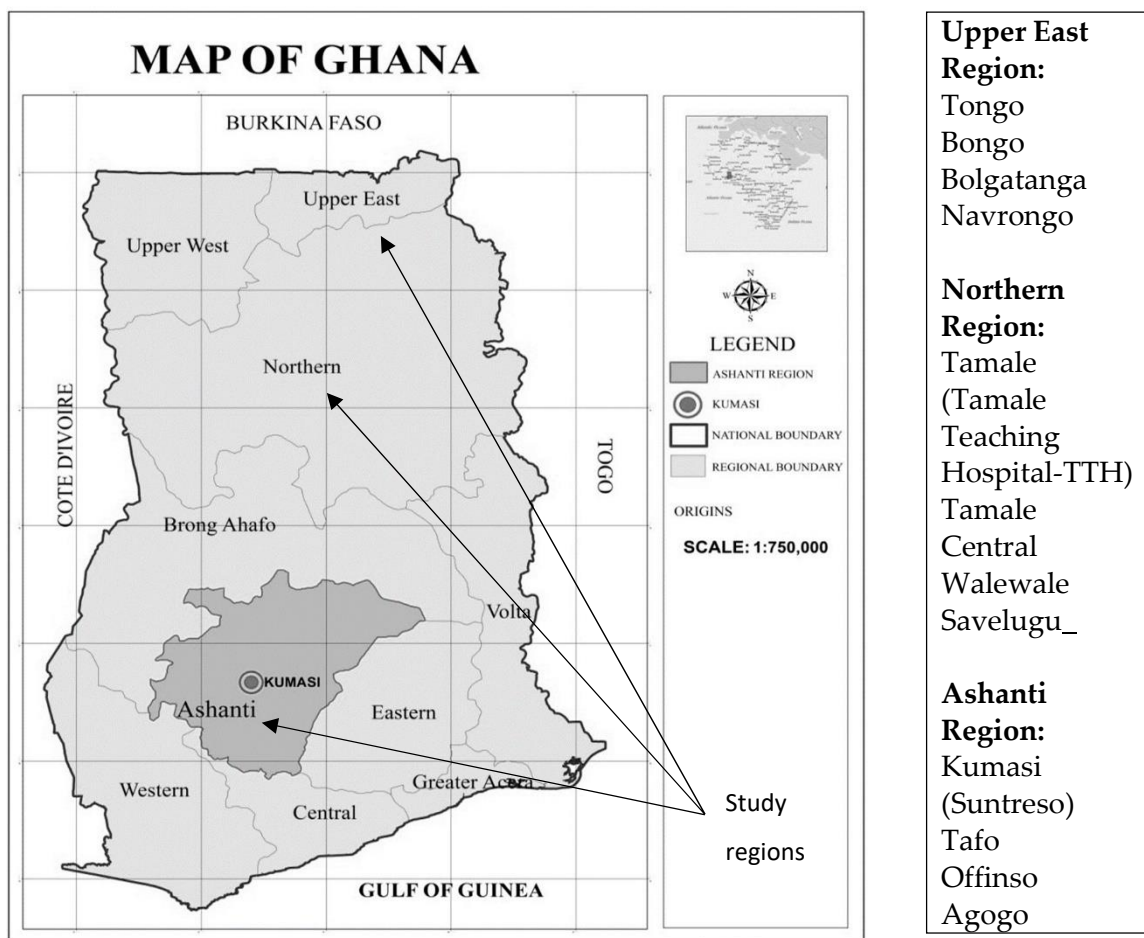 MAP OF GHANA
BURKINA FASO
Upper East
Upper West
Northern
COTE D'IVOIRE
TOGO
Brong Ahafo
Volta
KUMASI
Ashanti
Eastern
Western
Greater Accra
Central
GULF OF GUINEA
N
W
E
S
LEGEND
ASHANTI REGION
KUMASI
NATIONAL BOUNDARY
REGIONAL BOUNDARY
ORIGINS
SCALE: 1:750,000
Study
regions
Upper East
Region:
Tongo
Bongo
Bolgatanga
Navrongo
Northern
Region:
Tamale
(Tamale
Teaching
Hospital-TTH)
Tamale
Central
Walewale
Savelugu_
Ashanti
Region:
Kumasi
(Suntreso)
Tafo
Offinso
Agogo